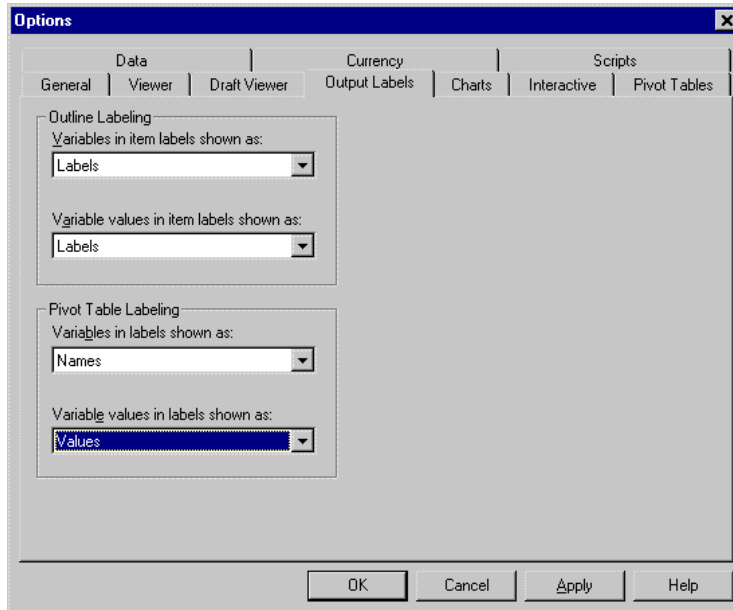 Options
Data Currency Scripts
General Viewer Draft Viewer Output Labels Charts Interactive Pivot Tables
Outline Labeling
Variables in item labels shown as:
Labels
Variable values in item labels shown as:
Labels
Pivot Table Labeling
Variables in labels shown as:
Names
Variable values in labels shown as:
Values
OK Cancel Apply Help